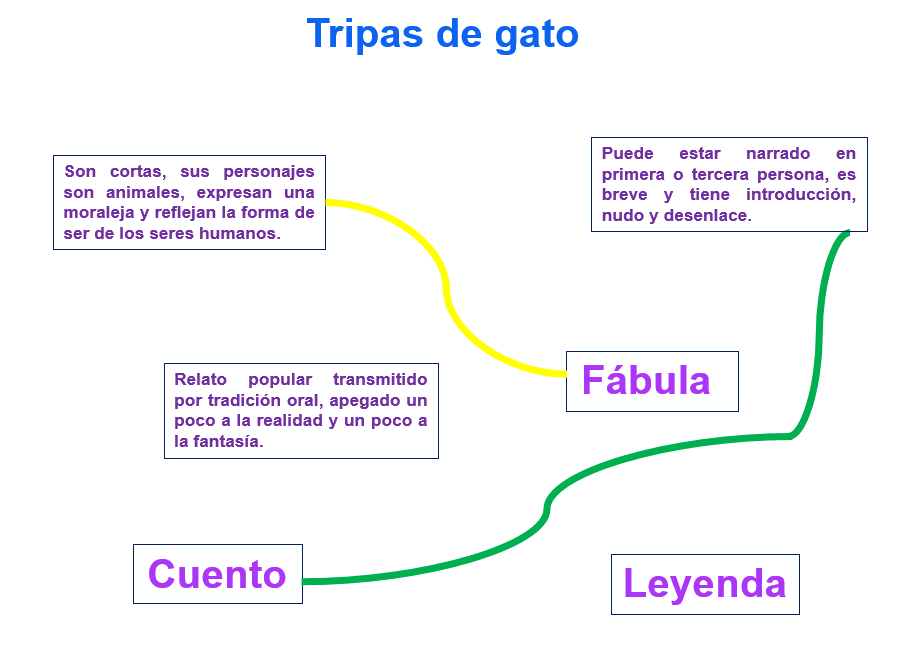 Tripas de gato
Son cortas, sus personjes
son animales, expresan una
moraleja y reflejan la forma de
ser de los seres humanos.
Puede estar narrado en
primera o tercera persona, es
breve y tiene introducción,
nudo y desenlace.
Fábula
Relato popular transmitido
por tradición oral, apegado un
poco a la realidad y un poco a
la fantasía.
Cuento
Leyenda